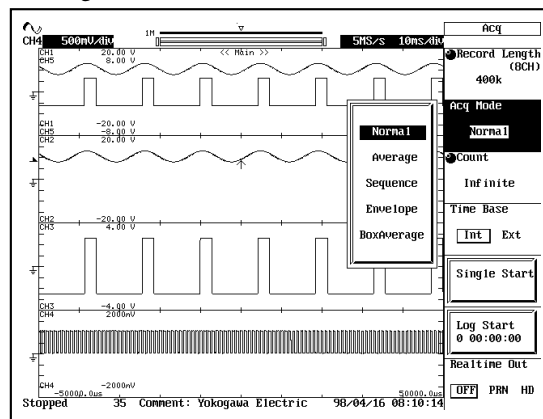 Acq
1M
CH4 500mV/div
<< Main >>
5MS/s 10ms/div
CH1 20.00 V
CH5 8.00 V
CH1 -20.00 V
CH5 -8.00 V
CH2 20.00 V
CH2 -20.00 V
CH3 4.00 V
CH3 -4.00 V
CH4 2000mV
CH4 -2000mV
-50000.0us
50000.0us
Stopped 35 Comment: Yokogawa Electric 98/04/16 08:10:14
Normal
Average
Sequence
Envelope
BoxAverage
Record Length
(8CH)
400k
Acq Mode
Normal
Count
Infinite
Time Base
Int Ext
Single Start
Log Start
0 00:00:00
Realtime Out
OFF PRN HD